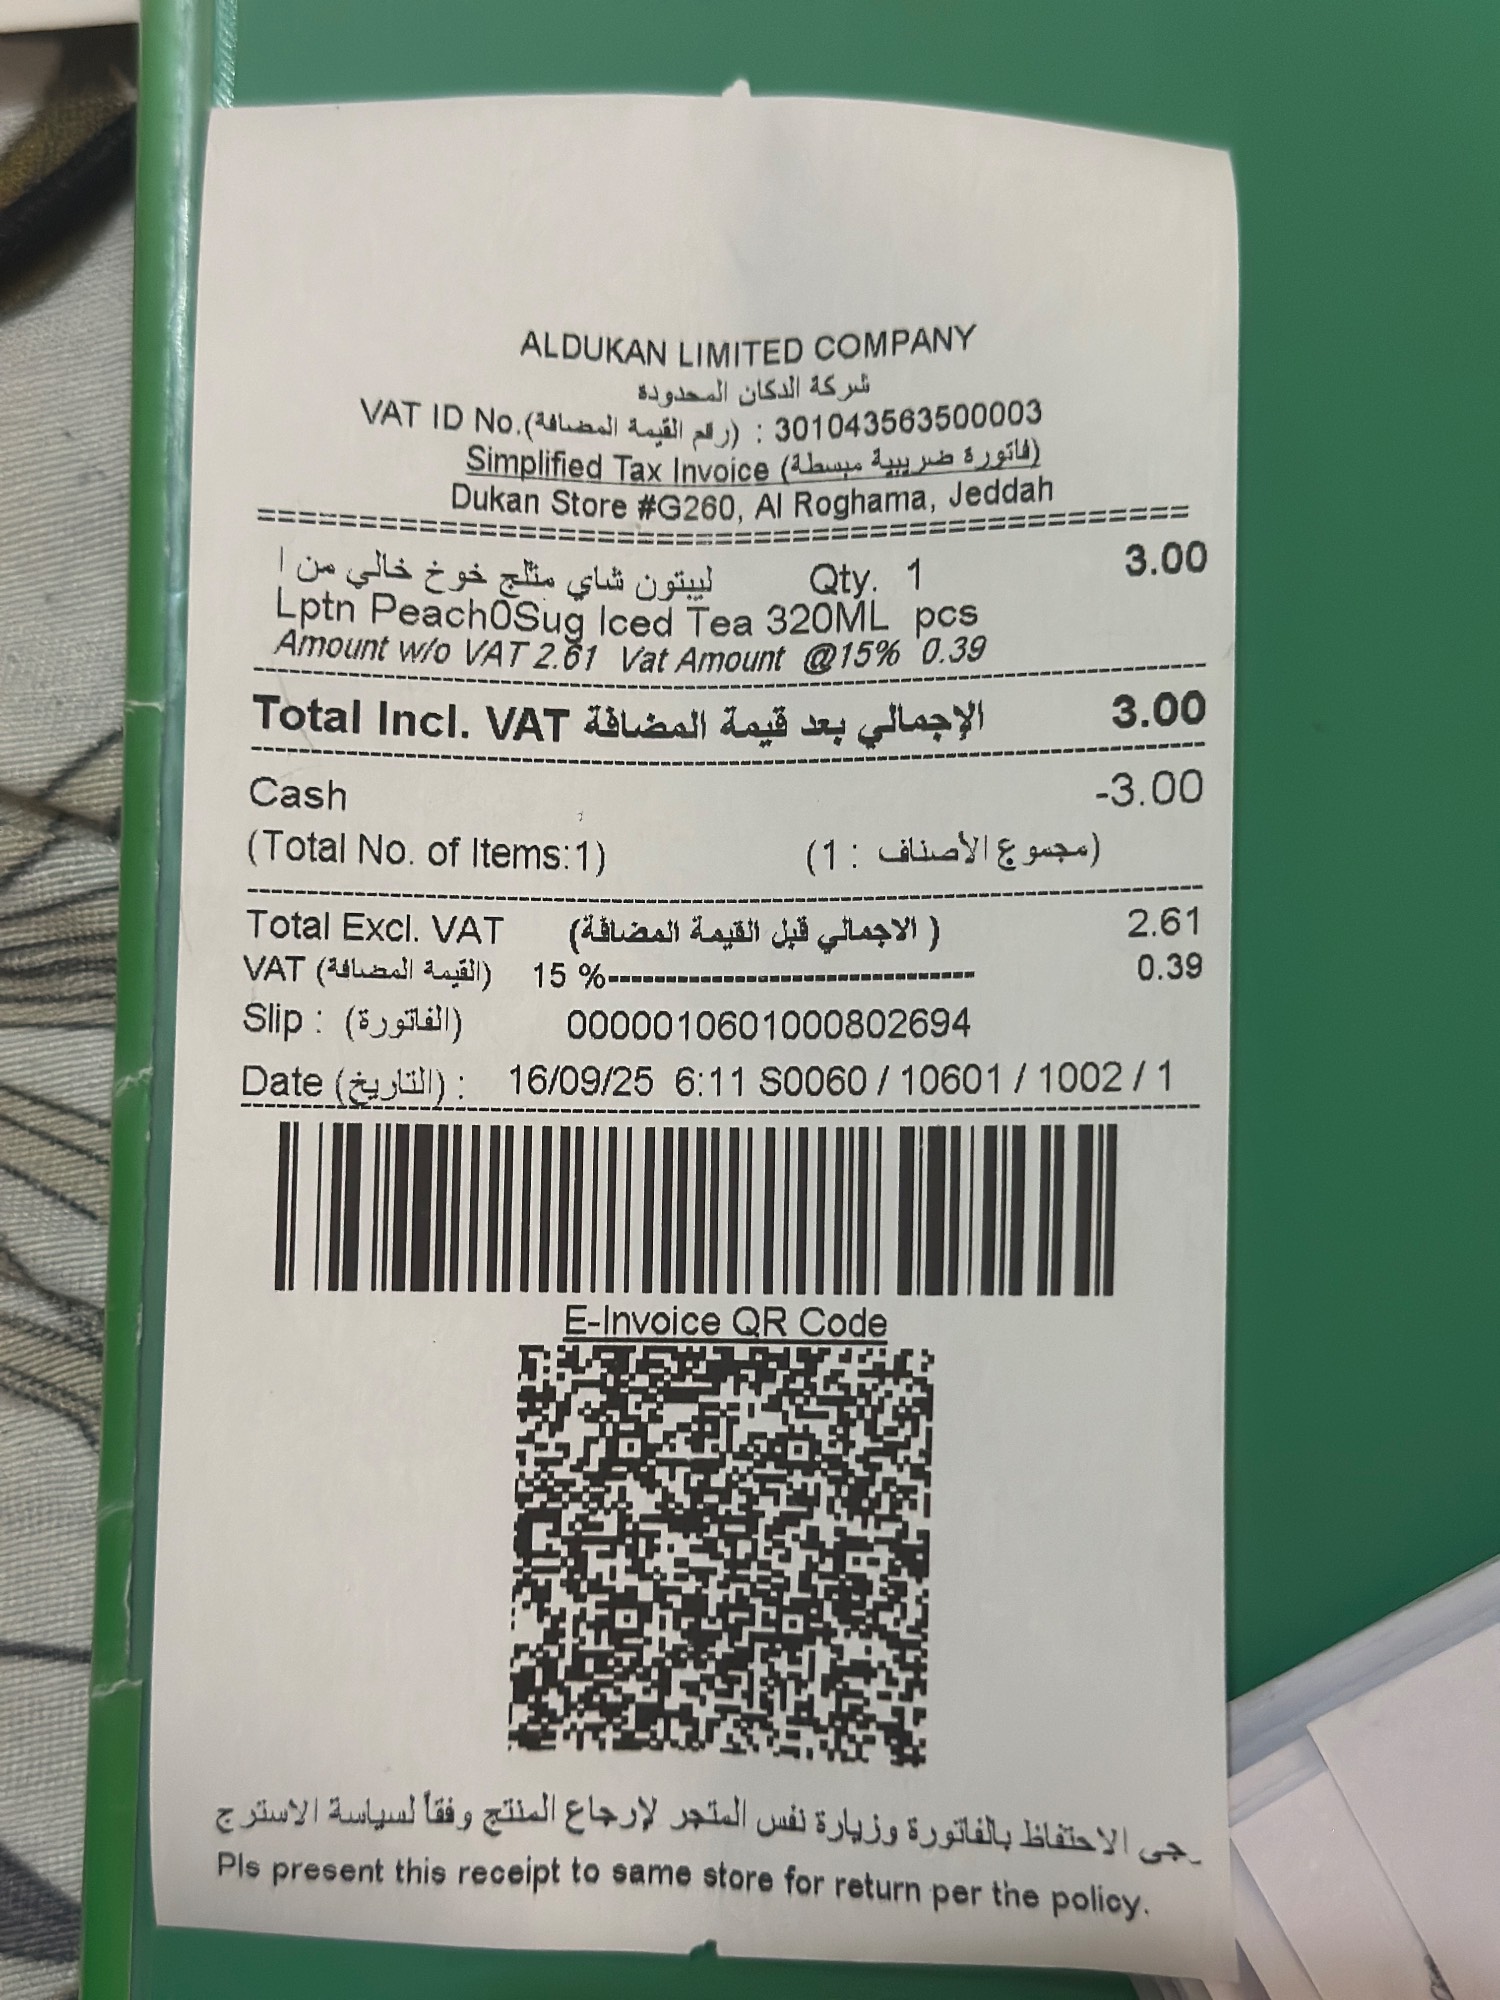 ALDUKAN LIMITED COMPANY
شركة الدكان المحدودة
VAT ID No.(رقم القيمة المضافة) : 301043563500003
Simplified Tax Invoice (فاتورة ضريبية مبسطة)
Dukan Store #G260, Al Roghama, Jeddah
ليبتون شاي مثلج خوخ خالي من ا Qty. 1 3.00
Lptn Peach0Sug Iced Tea 320ML pcs
Amount w/o VAT 2.61 Vat Amount @15% 0.39
Total Incl. VAT الإجمالي بعد قيمة المضافة 3.00
Cash -3.00
(Total No. of Items:1) (مجموع الأصناف : 1)
Total Excl. VAT (الاجمالي قبل القيمة المضافة ) 2.61
VAT (القيمة المضافة) 15 %--------------------------------- 0.39
Slip : (الفاتورة) 0000010601000802694
Date (التاريخ) : 16/09/25 6:11 S0060 / 10601 / 1002 / 1
E-Invoice QR Code
جى الاحتفاظ بالفاتورة وزيارة نفس المتجر لإرجاع المنتج وفقاً لسياسة الاسترج
Pls present this receipt to same store for return per the policy.